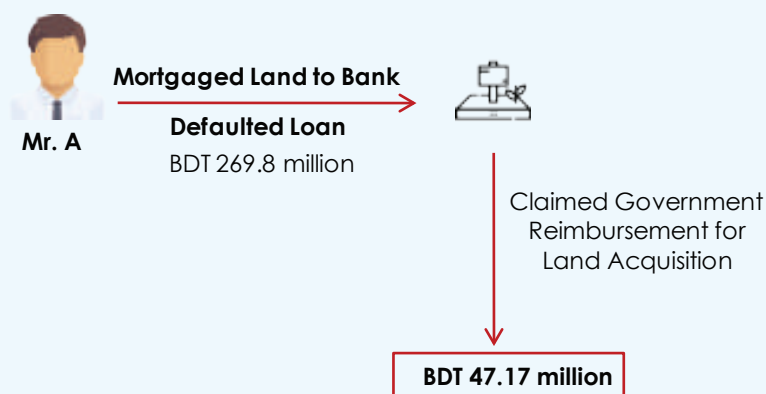 Mortgaged Land to Bank
Mr. A
Defaulted Loan
BDT 269.8 million
Claimed Government
Reimbursement for
Land Acquisition
BDT 47.17 million